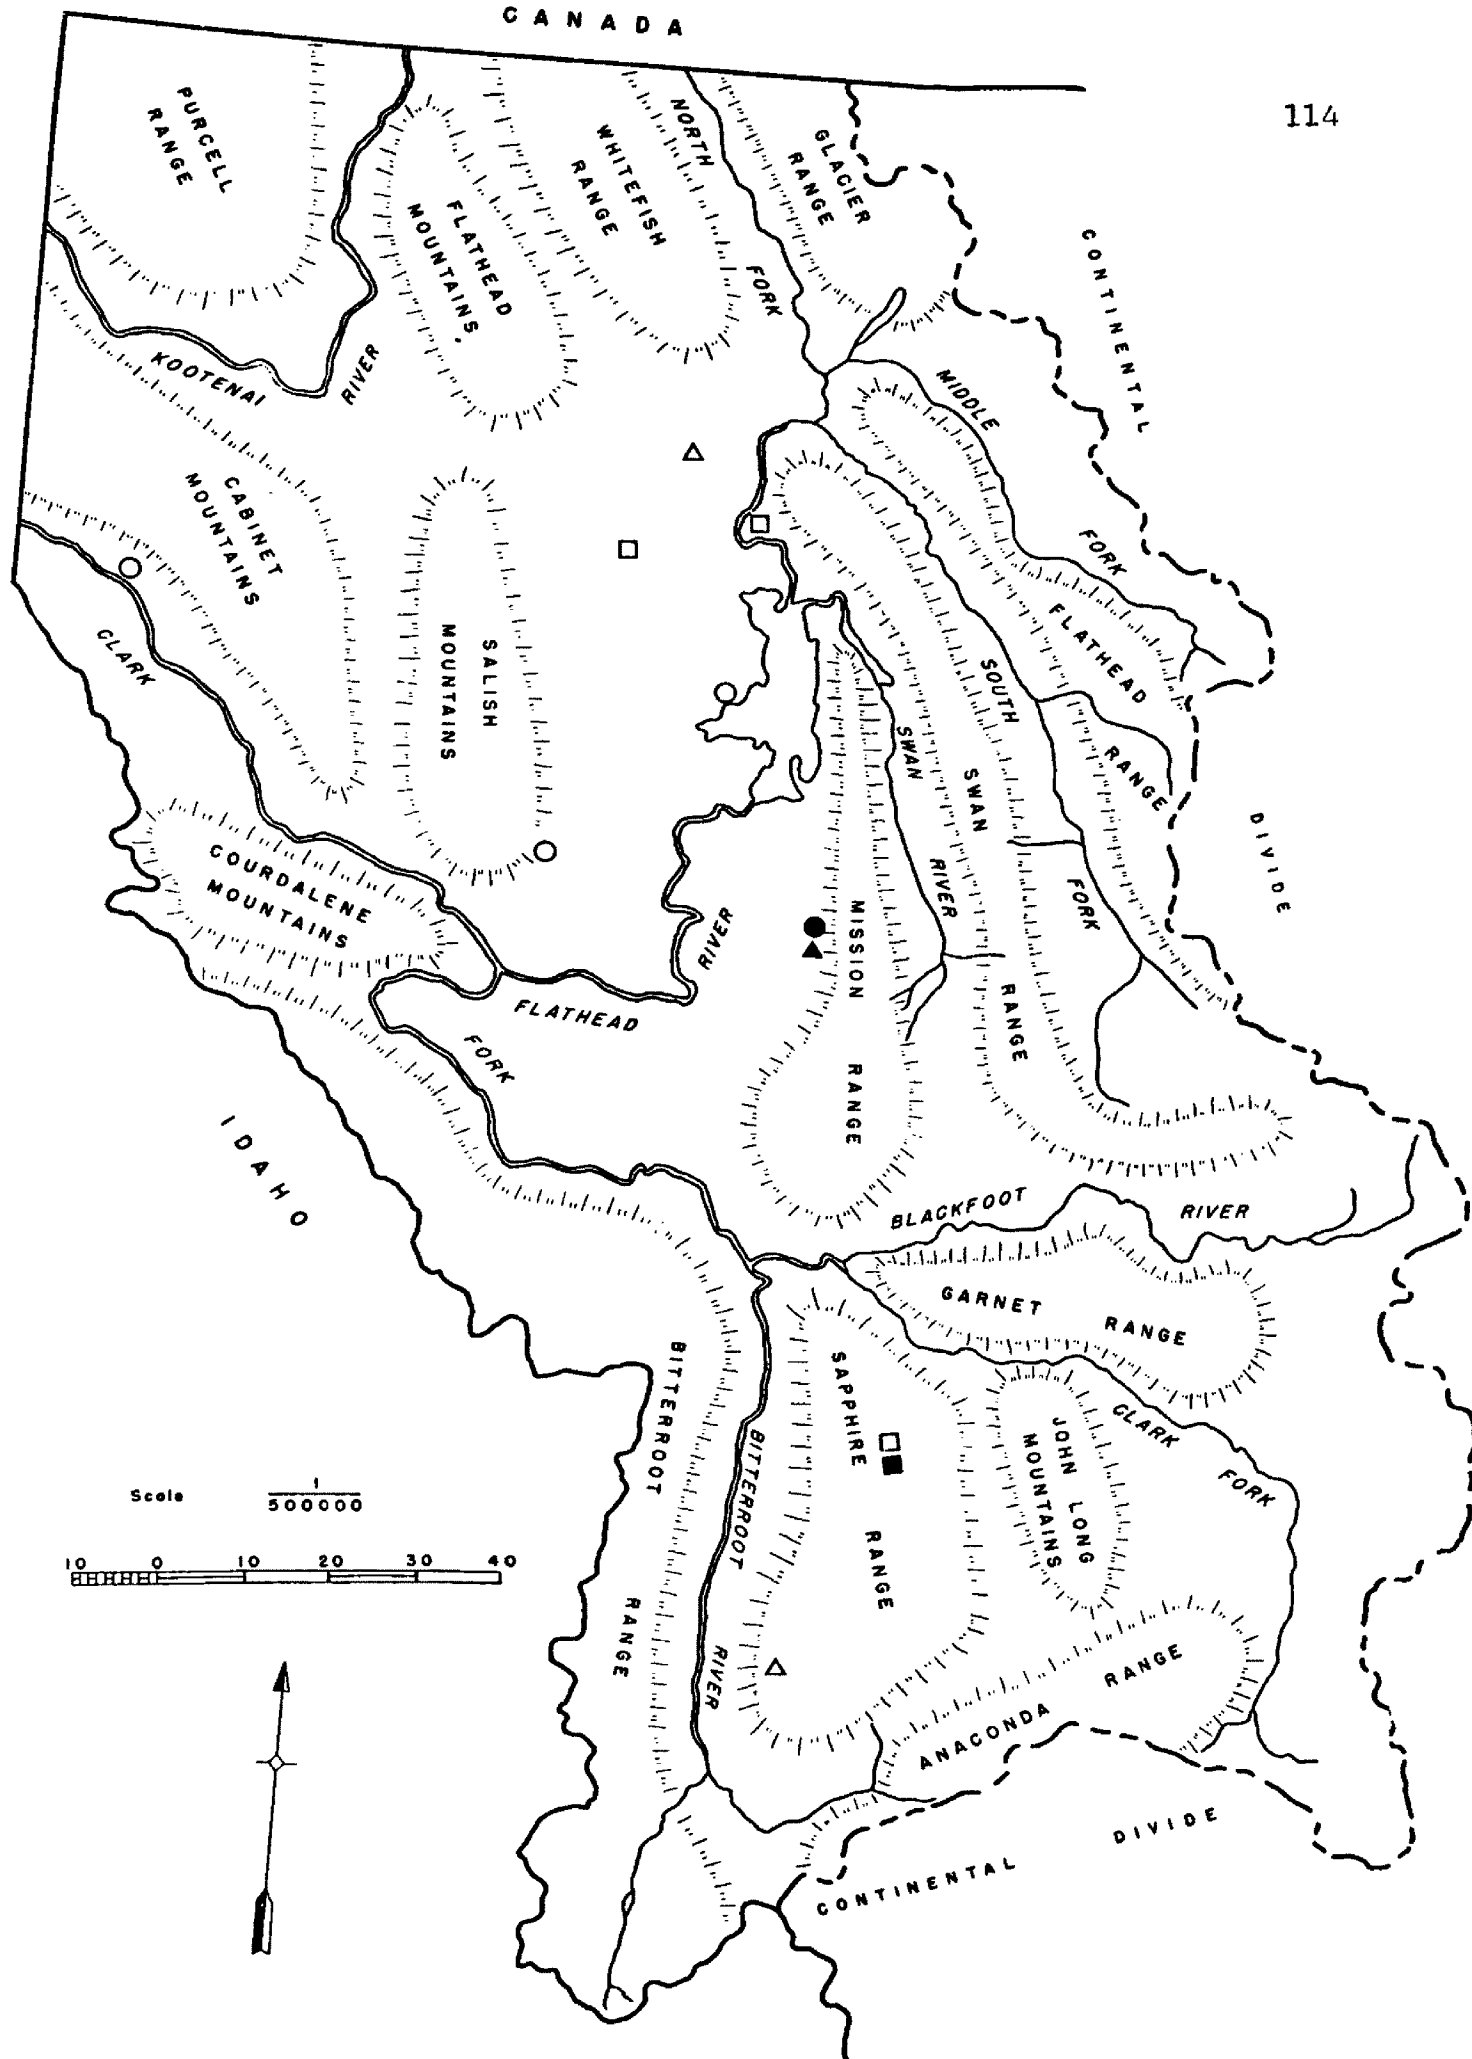 CANADA
114
PURCELL
RANGE
NORTH
FORK
GLACIER
RANGE
WHITEFISH
RANGE
FLATHEAD
MOUNTAINS
CONTINENTAL
DIVIDE
KOOTENAI
RIVER
MIDDLE
FORK
CABINET
MOUNTAINS
SALISH
MOUNTAINS
CLARK
FORK
FLATHEAD
RANGE
SOUTH
FORK
SWAN
RIVER
SWAN
RANGE
COURDALENE
MOUNTAINS
MISSION
RANGE
FLATHEAD
RIVER
IDAHO
BLACKFOOT
RIVER
GARNET
RANGE
BITTERROOT
RANGE
BITTERROOT
RIVER
SAPPHIRE
RANGE
JOHN LONG
MOUNTAINS
CLARK
FORK
Scale
1
500000
10 0 10 20 30 40
ANACONDA
RANGE
CONTINENTAL
DIVIDE